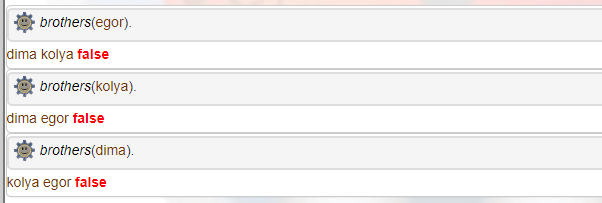 brothers(egor).
dima kolya false
brothers(kolya).
dima egor false
brothers(dima).
kolya egor false